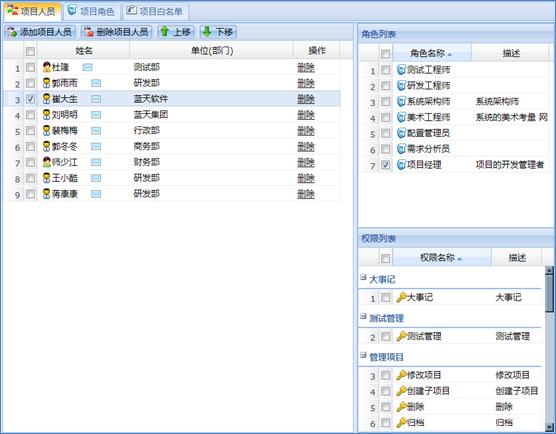 项目人员 项目角色 项目白名单
添加项目人员 删除项目人员 上移 下移
姓名 单位(部门) 操作
1 杜隆 测试部 删除
2 郭雨雨 研发部 删除
3 崔大生 蓝天软件 删除
4 刘明明 蓝天集团 删除
5 裴梅梅 行政部 删除
6 郭冬冬 商务部 删除
7 师少江 财务部 删除
8 王小酷 研发部 删除
9 蒋康康 研发部 删除
角色列表
角色名称 描述
1 测试工程师
2 研发工程师
3 系统架构师 系统架构师
4 美术工程师 系统的美术考量 网
5 配置管理员
6 需求分析员
7 项目经理 项目的开发管理者
权限列表
权限名称 描述
大事记
1 大事记 大事记
测试管理
2 测试管理 测试管理
管理项目
3 修改项目 修改项目
4 创建子项目 创建子项目
5 删除 删除
6 归档 归档